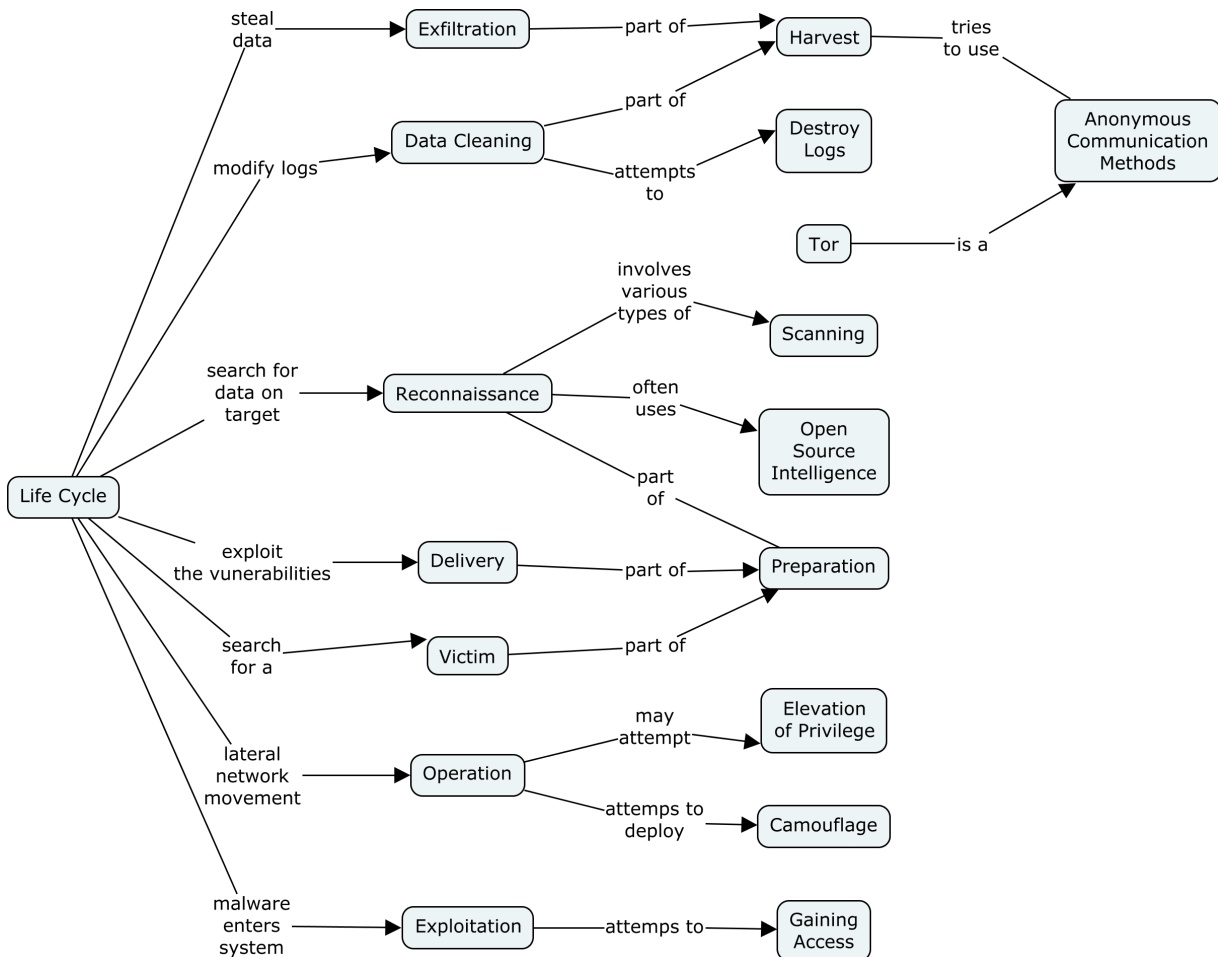 steal
data
Exfiltration
part of
Harvest
tries
to use
Anonymous
Communication
Methods
modify logs
Data Cleaning
part of
attempts
to
Destroy
Logs
Tor
is a
Life Cycle
search for
data on
target
Reconnaissance
involves
various
types of
Scanning
often
uses
Open
Source
Intelligence
part
of
Preparation
exploit
the vunerabilities
Delivery
part of
search
for a
Victim
part of
lateral
network
movement
Operation
may
attempt
Elevation
of Privilege
attemps to
deploy
Camouflage
malware
enters
system
Exploitation
attemps to
Gaining
Access